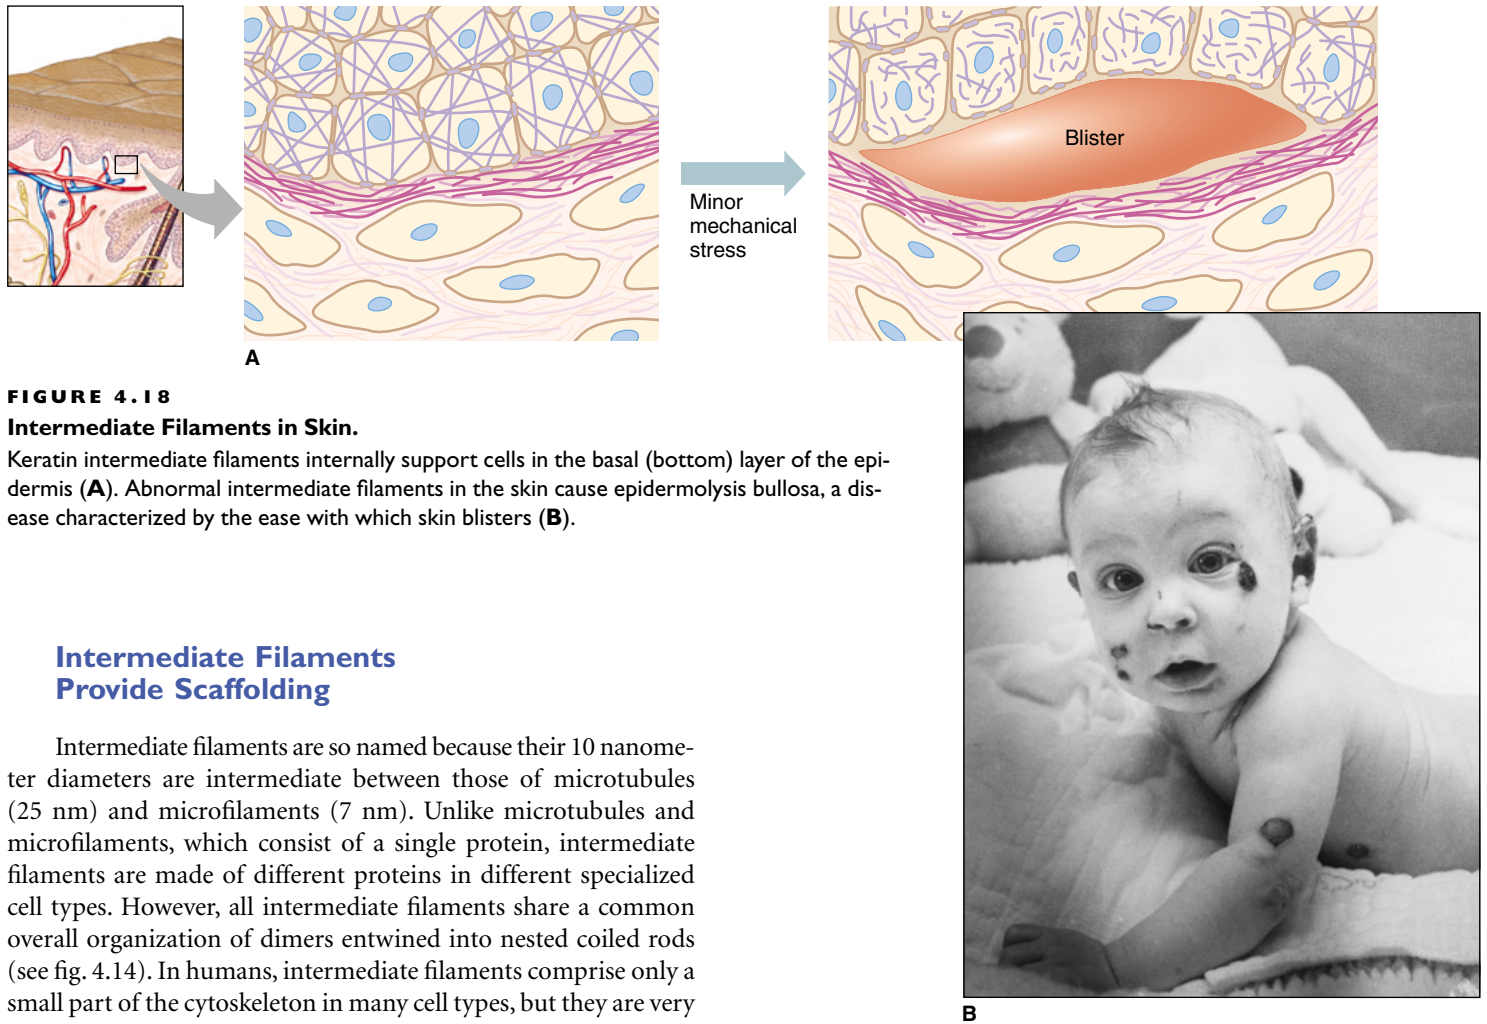 Blister
Minor
mechanical
stress
A
FIGURE 4.18
Intermediate Filaments in Skin.
Keratin intermediate filaments internally support cells in the basal (bottom) layer of the epi-
dermis (A). Abnormal intermediate filaments in the skin cause epidermolysis bullosa, a dis-
ease characterized by the ease with which skin blisters (B).
Intermediate Filaments
Provide Scaffolding
Intermediate filaments are so named because their 10 nanome-
ter diameters are intermediate between those of microtubules
(25 nm) and microfilaments (7 nm). Unlike microtubules and
microfilaments, which consist of a single protein, intermediate
filaments are made of different proteins in different specialized
cell types. However, all intermediate filaments share a common
overall organization of dimers entwined into nested coiled rods
(see fig. 4.14). In humans, intermediate filaments comprise only a
small part of the cytoskeleton in many cell types, but they are very
B